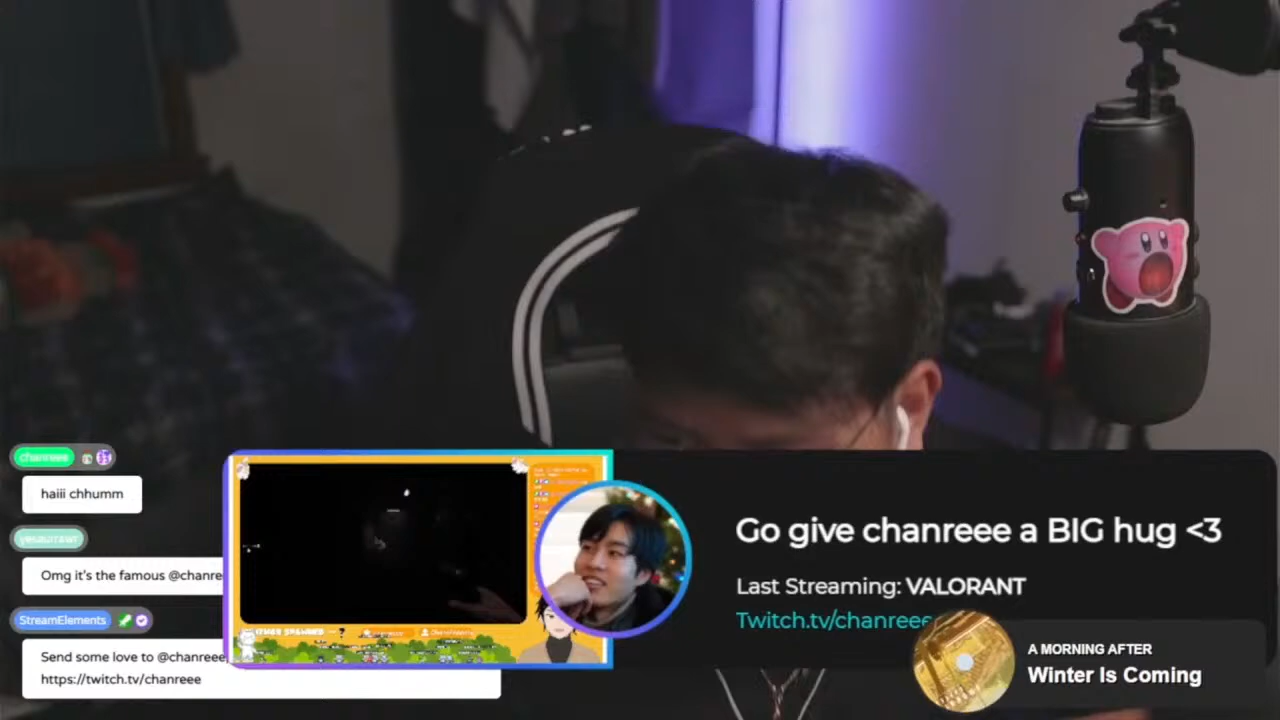 chanreee
haiii chhumm
Omg it's the famous @chanre
StreamElements
Send some love to @chanreee,
https://twitch.tv/chanreee
Go give chanreee a BIG hug <3
Last Streaming: VALORANT
Twitch.tv/chanreee
A MORNING AFTER
Winter Is Coming